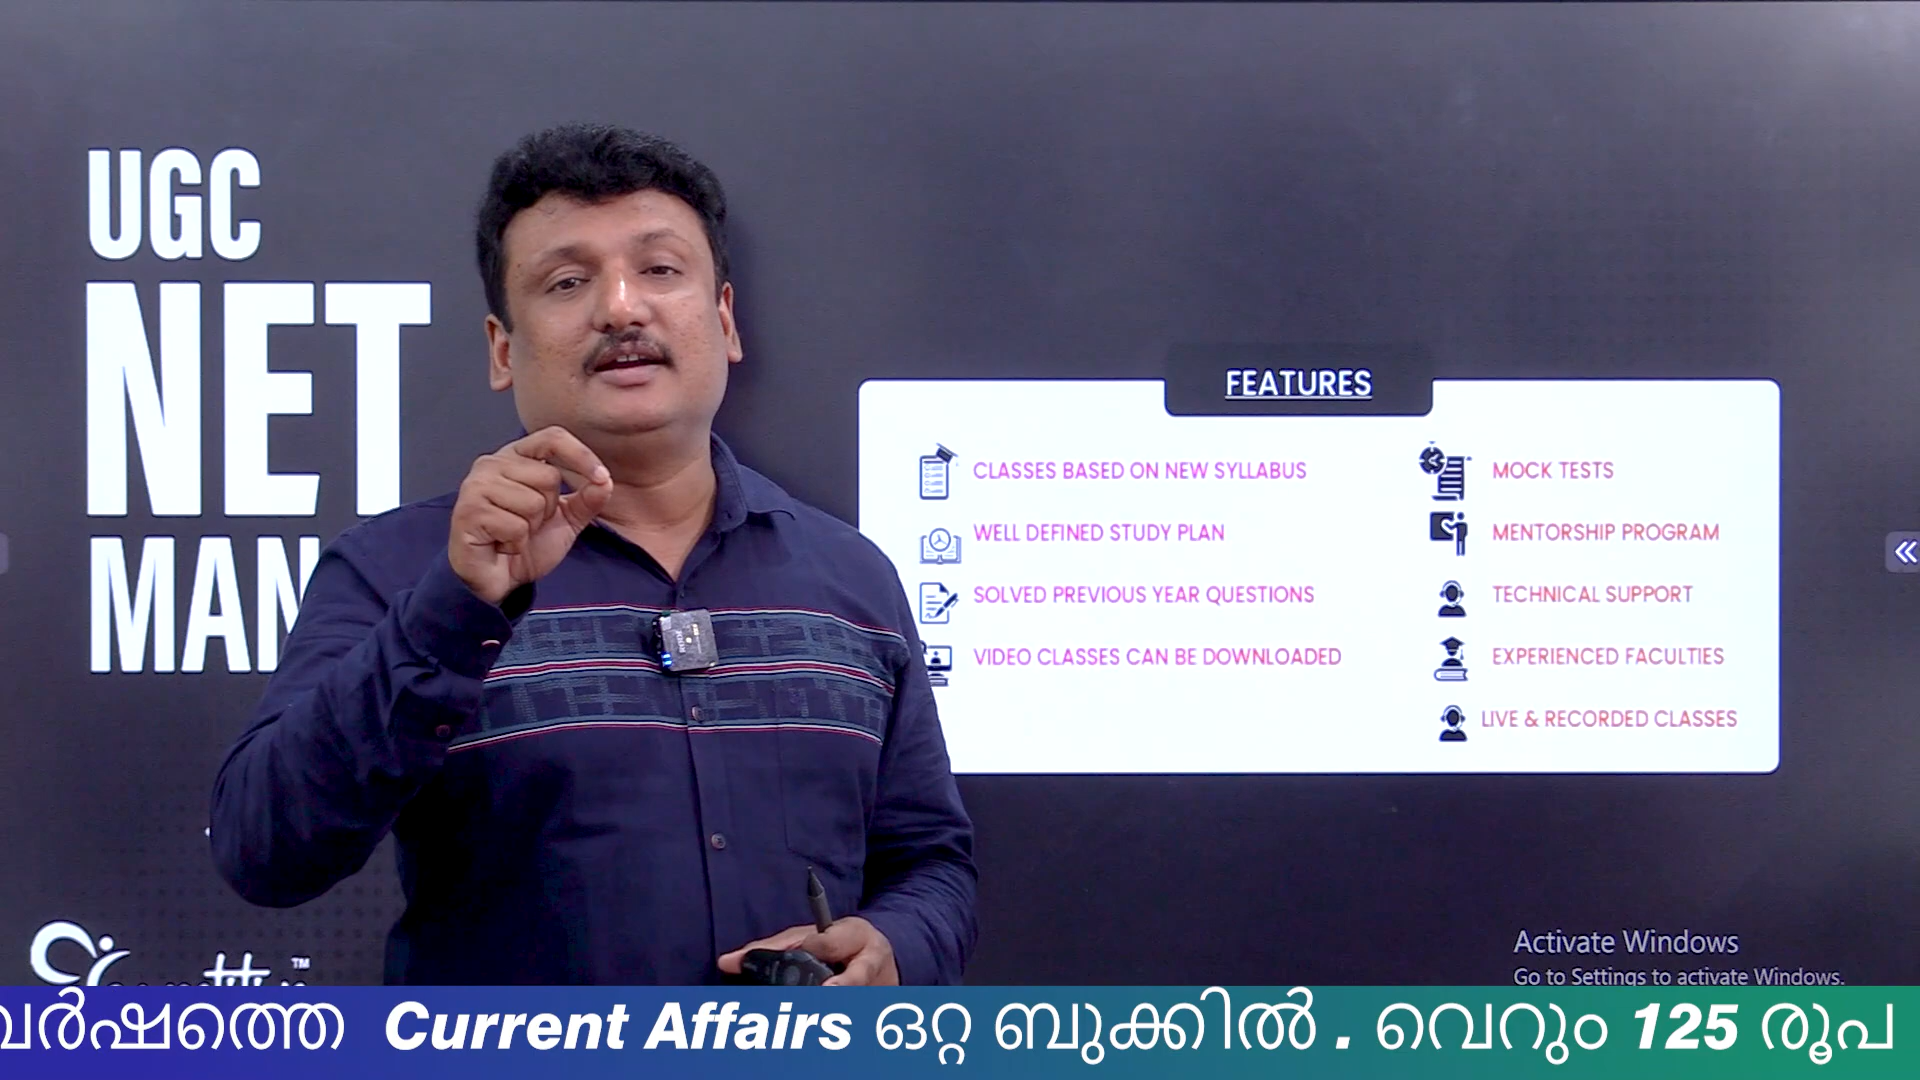 UGC
NET
MAN
FEATURES
CLASSES BASED ON NEW SYLLABUS
WELL DEFINED STUDY PLAN
SOLVED PREVIOUS YEAR QUESTIONS
VIDEO CLASSES CAN BE DOWNLOADED
MOCK TESTS
MENTORSHIP PROGRAM
TECHNICAL SUPPORT
EXPERIENCED FACULTIES
LIVE & RECORDED CLASSES
Activate Windows
Go to Settings to activate Windows.
വർഷത്തെ Current Affairs ഒറ്റ ബുക്കിൽ . വെറും 125 രൂപ